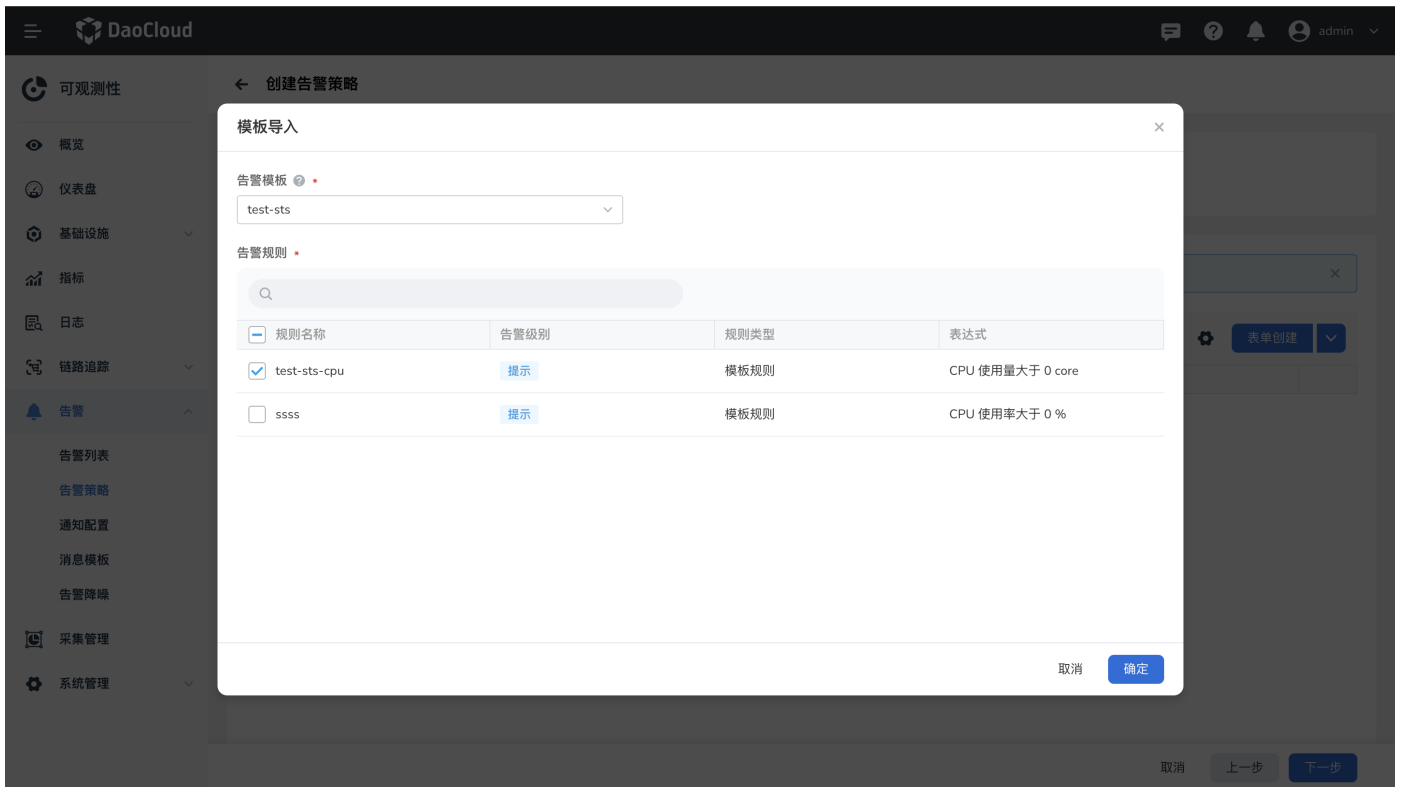 DaoCloud
admin
可观测性
创建告警策略
概览
仪表盘
基础设施
指标
日志
链路追踪
告警
告警列表
告警策略
通知配置
消息模板
告警降噪
采集管理
系统管理
模板导入
告警模板 *
test-sts
告警规则 *
规则名称 告警级别 规则类型 表达式
test-sts-cpu 提示 模板规则 CPU 使用量大于 0 core
ssss 提示 模板规则 CPU 使用率大于 0 %
取消 确定
表单创建
取消 上一步 下一步